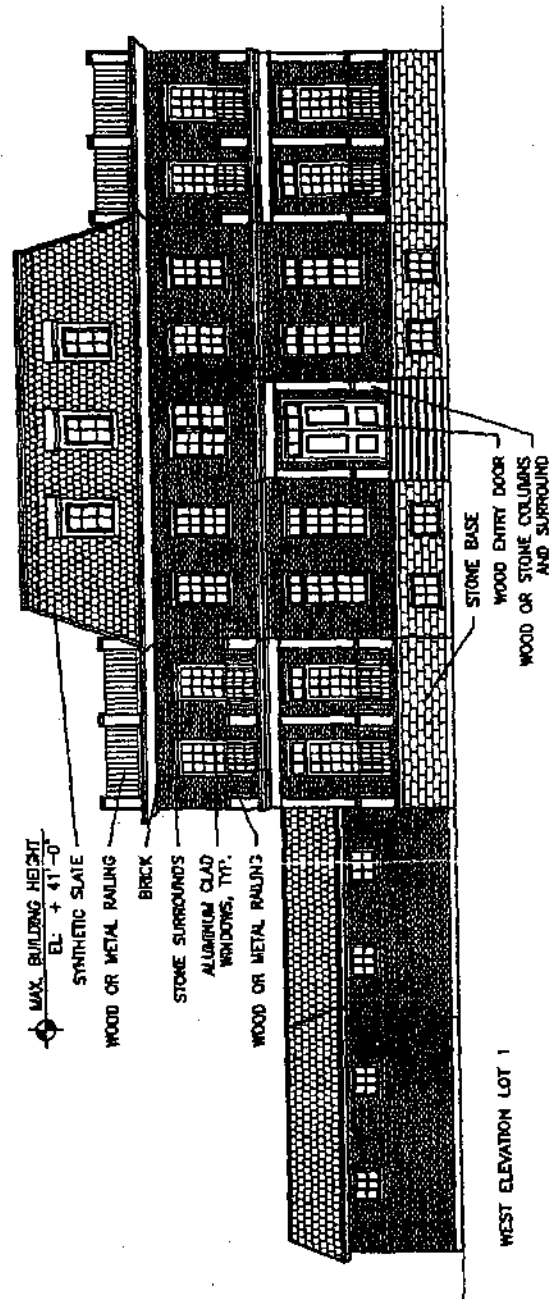 MAX. BUILDING HEIGHT
EL: + 41'-0"
SYNTHETIC SLATE
WOOD OR METAL RAILING
BRICK
STONE SURROUNDS
ALUMINUM CLAD
WINDOWS, TYP.
WOOD OR METAL RAILING
STONE BASE
WOOD ENTRY DOOR
WOOD OR STONE COLUMNS
AND SURROUND
WEST ELEVATION LOT 1